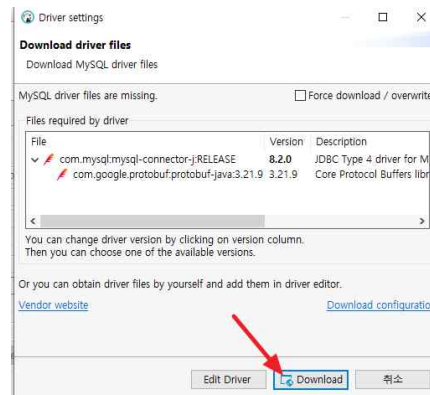 Driver settings
Download driver files
Download MySQL driver files
MySQL driver files are missing.
Force download / overwrite
Files required by driver
File Version Description
com.mysql:mysql-connector-j:RELEASE 8.2.0 JDBC Type 4 driver for M
com.google.protobuf:protobuf-java:3.21.9 3.21.9 Core Protocol Buffers libr
You can change driver version by clicking on version column.
Then you can choose one of the available versions.
Or you can obtain driver files by yourself and add them in driver editor.
Vendor website Download configuratio
Edit Driver Download 취소